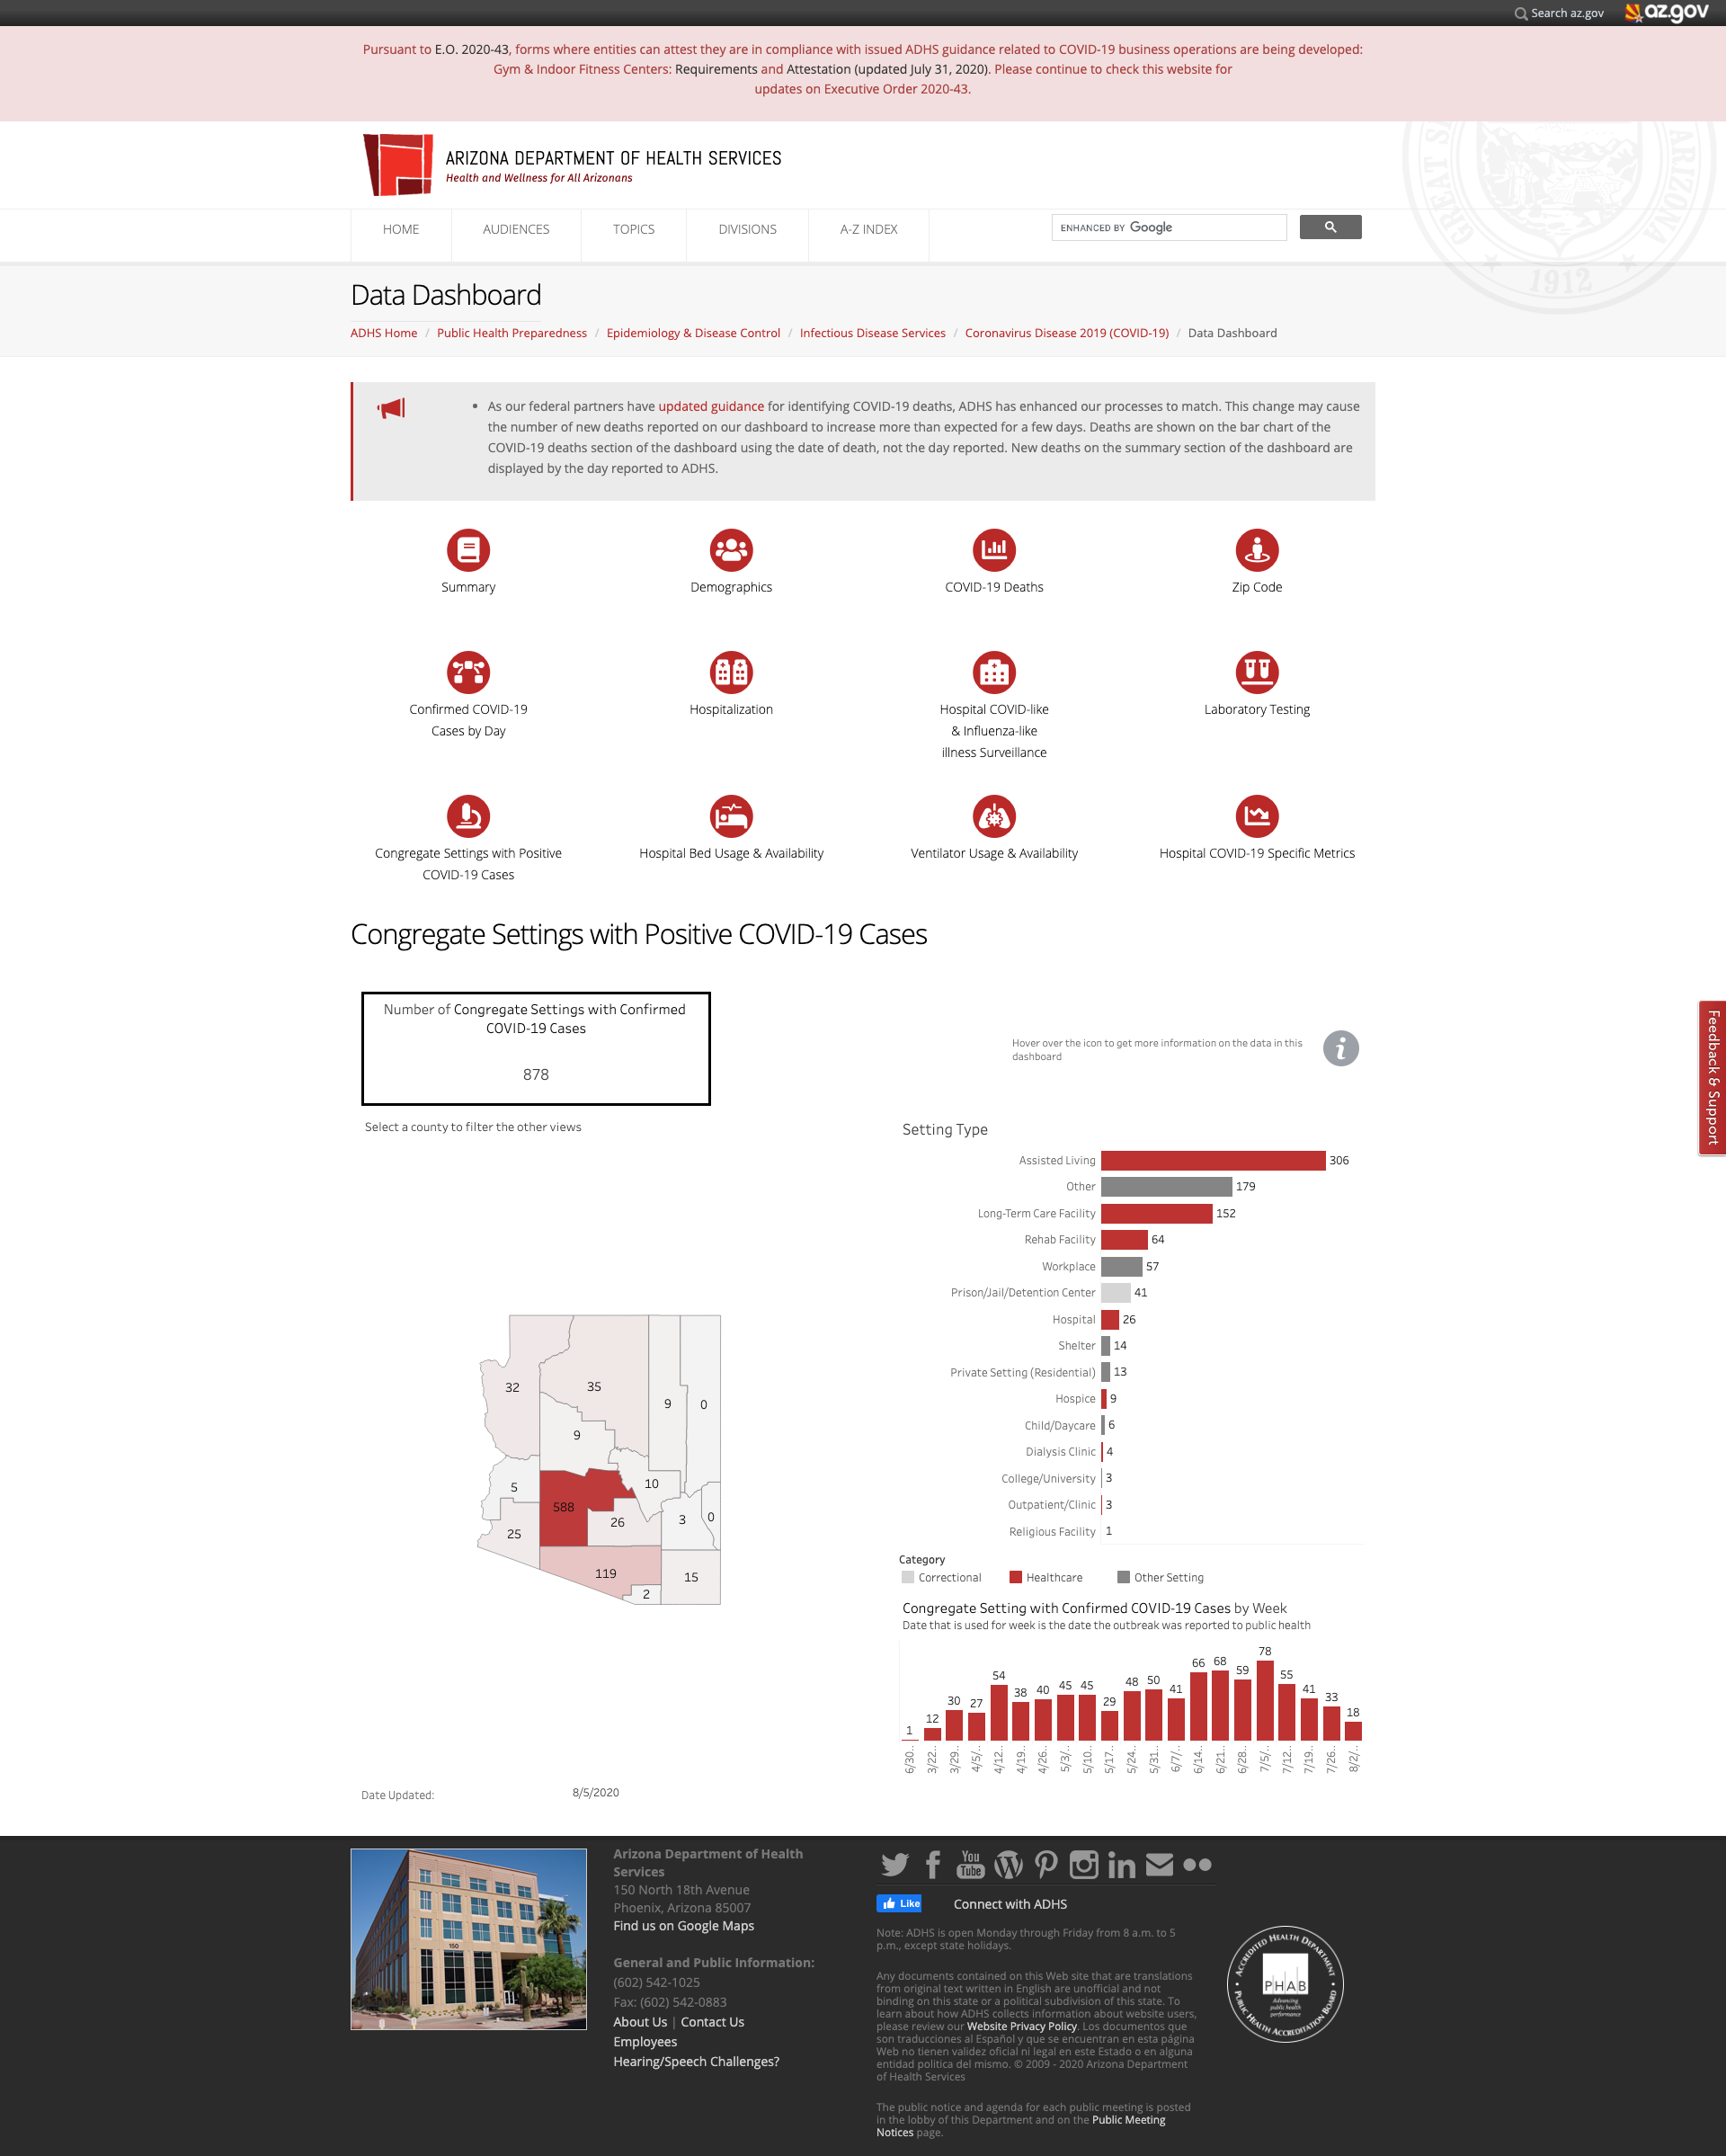 Search az.gov
az.gov
Pursuant to E.O. 2020-43, forms where entities can attest they are in compliance with issued ADHS guidance related to COVID-19 business operations are being developed:
Gym & Indoor Fitness Centers: Requirements and Attestation (updated July 31, 2020). Please continue to check this website for
updates on Executive Order 2020-43.
ARIZONA DEPARTMENT OF HEALTH SERVICES
Health and Wellness for All Arizonans
GREAT SEAL
ARIZONA
1912
HOME
AUDIENCES
TOPICS
DIVISIONS
A-Z INDEX
ENHANCED BY Google
Data Dashboard
ADHS Home / Public Health Preparedness / Epidemiology & Disease Control / Infectious Disease Services / Coronavirus Disease 2019 (COVID-19) / Data Dashboard
• As our federal partners have updated guidance for identifying COVID-19 deaths, ADHS has enhanced our processes to match. This change may cause
the number of new deaths reported on our dashboard to increase more than expected for a few days. Deaths are shown on the bar chart of the
COVID-19 deaths section of the dashboard using the date of death, not the day reported. New deaths on the summary section of the dashboard are
displayed by the day reported to ADHS.
Summary
Demographics
COVID-19 Deaths
Zip Code
Confirmed COVID-19
Cases by Day
Hospitalization
Hospital COVID-like
& Influenza-like
illness Surveillance
Laboratory Testing
Congregate Settings with Positive
COVID-19 Cases
Hospital Bed Usage & Availability
Ventilator Usage & Availability
Hospital COVID-19 Specific Metrics
Congregate Settings with Positive COVID-19 Cases
Number of Congregate Settings with Confirmed
COVID-19 Cases
878
Hover over the icon to get more information on the data in this
dashboard
i
Feedback & Support
Select a county to filter the other views
32
35
9
0
9
5
10
588
26
3
0
25
119
15
2
Setting Type
Assisted Living 306
Other 179
Long-Term Care Facility 152
Rehab Facility 64
Workplace 57
Prison/Jail/Detention Center 41
Hospital 26
Shelter 14
Private Setting (Residential) 13
Hospice 9
Child/Daycare 6
Dialysis Clinic 4
College/University 3
Outpatient/Clinic 3
Religious Facility 1
Category
Correctional
Healthcare
Other Setting
Congregate Setting with Confirmed COVID-19 Cases by Week
Date that is used for week is the date the outbreak was reported to public health
1 12 30 27 54 38 40 45 45 29 48 50 41 66 68 59 78 55 41 33 18
6/30.. 3/22.. 3/29.. 4/5/.. 4/12.. 4/19.. 4/26.. 5/3/.. 5/10.. 5/17.. 5/24.. 5/31.. 6/7/.. 6/14.. 6/21.. 6/28.. 7/5/.. 7/12.. 7/19.. 7/26.. 8/2/..
Date Updated:
8/5/2020
150
Arizona Department of Health
Services
150 North 18th Avenue
Phoenix, Arizona 85007
Find us on Google Maps
General and Public Information:
(602) 542-1025
Fax: (602) 542-0883
About Us | Contact Us
Employees
Hearing/Speech Challenges?
You
Tube
in
Like
Connect with ADHS
Note: ADHS is open Monday through Friday from 8 a.m. to 5
p.m., except state holidays.
Any documents contained on this Web site that are translations
from original text written in English are unofficial and not
binding on this state or a political subdivision of this state. To
learn about how ADHS collects information about website users,
please review our Website Privacy Policy. Los documentos que
son traducciones al Español y que se encuentran en esta página
Web no tienen validez oficial ni legal en este Estado o en alguna
entidad política del mismo. © 2009 - 2020 Arizona Department
of Health Services
The public notice and agenda for each public meeting is posted
in the lobby of this Department and on the Public Meeting
Notices page.
ACCREDITED HEALTH DEPARTMENT
PHAB
Advancing
public health
performance
PUBLIC HEALTH ACCREDITATION BOARD